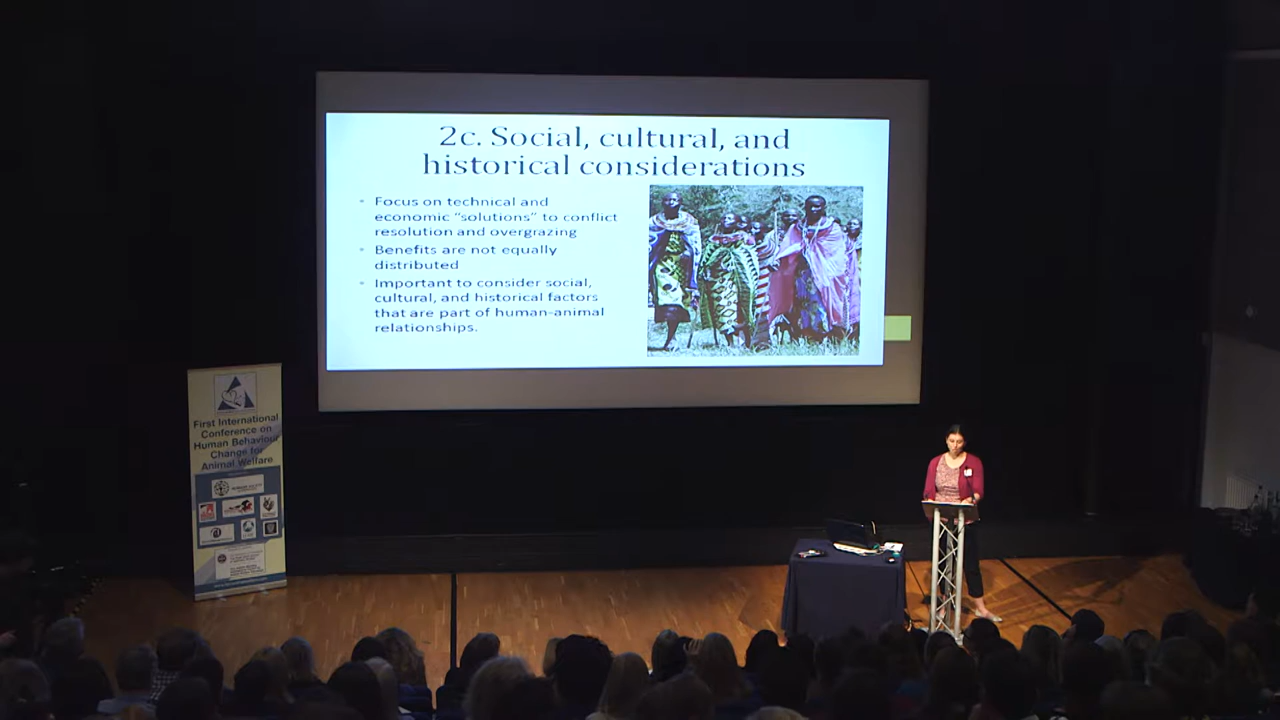 2c. Social, cultural, and
historical considerations
Focus on technical and
economic “solutions” to conflict
resolution and overgrazing
Benefits are not equally
distributed
Important to consider social,
cultural, and historical factors
that are part of human-animal
relationships.
First International
Conference on
Human Behaviour
Change for
Animal Welfare